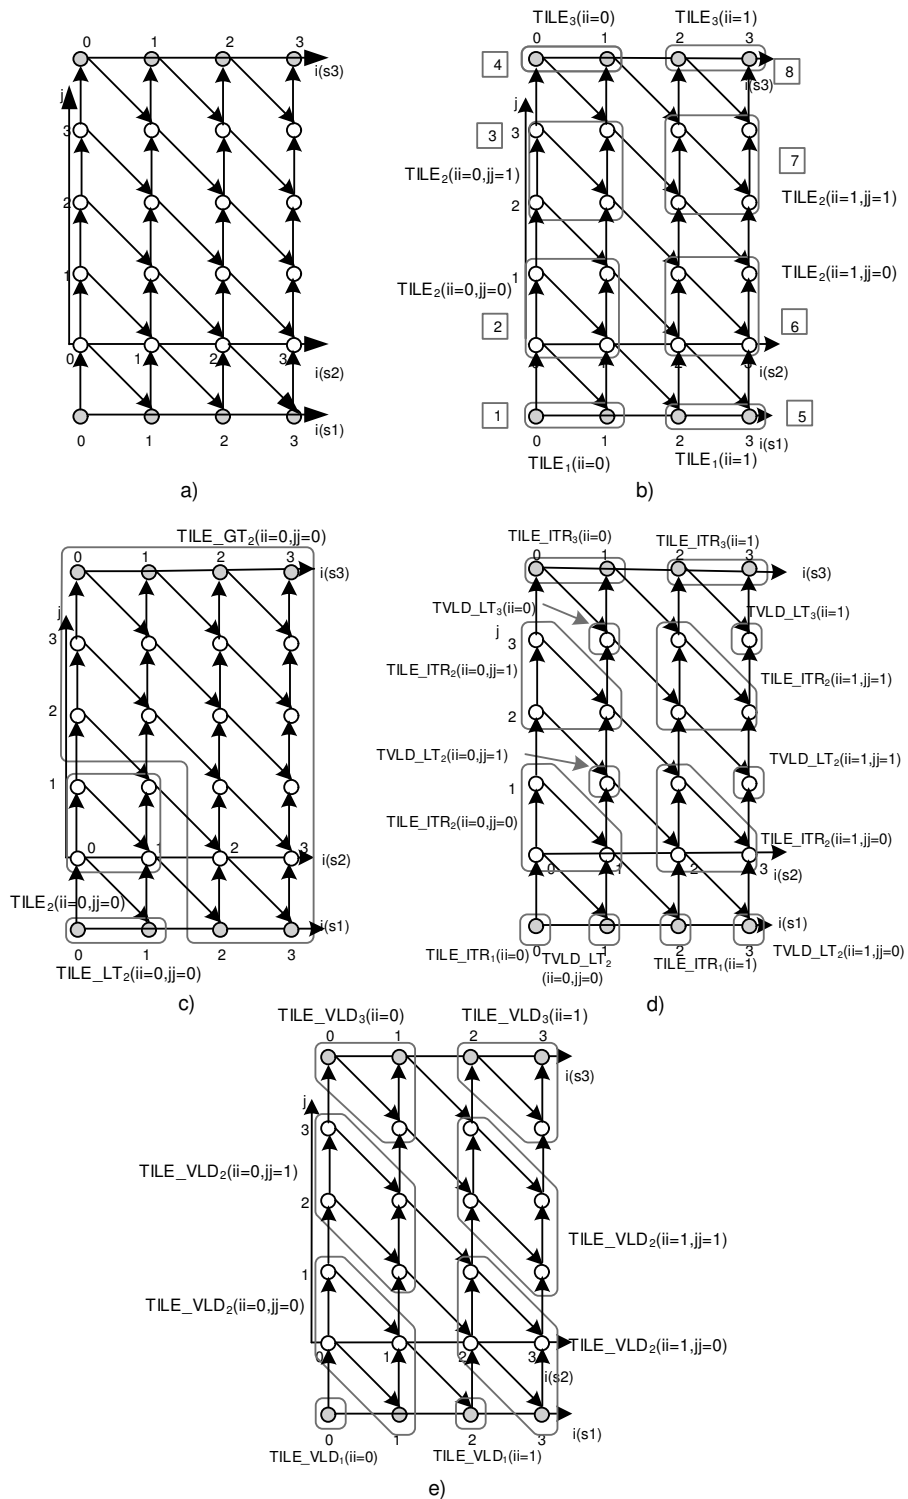 0 1 2 3
i(s3)
j
3
2
1
0 1 2 3
i(s2)
0 1 2 3
i(s1)
a)
TILE3(ii=0) TILE3(ii=1)
0 1 2 3
4 8
i(s3)
j
3 3
7
TILE2(ii=0,jj=1)
TILE2(ii=1,jj=1)
2
TILE2(ii=1,jj=0)
TILE2(ii=0,jj=0) 1
2 6
i(s2)
1 5
0 1 2 3 i(s1)
TILE1(ii=0) TILE1(ii=1)
b)
TILE_GT2(ii=0,jj=0)
0 1 2 3
i(s3)
j
3
2
1
0 1 2 3
i(s2)
TILE2(ii=0,jj=0)
i(s1)
0 1 2 3
TILE_LT2(ii=0,jj=0)
c)
TILE_ITR3(ii=0) TILE_ITR3(ii=1)
0 1 2 3
i(s3)
TVLD_LT3(ii=0) TVLD_LT3(ii=1)
j
3
TILE_ITR2(ii=0,jj=1) TILE_ITR2(ii=1,jj=1)
2
TVLD_LT2(ii=0,jj=1) TVLD_LT2(ii=1,jj=1)
1
TILE_ITR2(ii=0,jj=0) TILE_ITR2(ii=1,jj=0)
0 1 2 3
i(s2)
i(s1)
0 1 2 3
TILE_ITR1(ii=0) TVLD_LT2 TILE_ITR1(ii=1) TVLD_LT2(ii=1,jj=0)
(ii=0,jj=0)
d)
TILE_VLD3(ii=0) TILE_VLD3(ii=1)
0 1 2 3
i(s3)
j
3
TILE_VLD2(ii=0,jj=1)
2
TILE_VLD2(ii=1,jj=1)
1
TILE_VLD2(ii=0,jj=0)
TILE_VLD2(ii=1,jj=0)
0 1 2 3
i(s2)
i(s1)
0 1 2 3
TILE_VLD1(ii=0) TILE_VLD1(ii=1)
e)